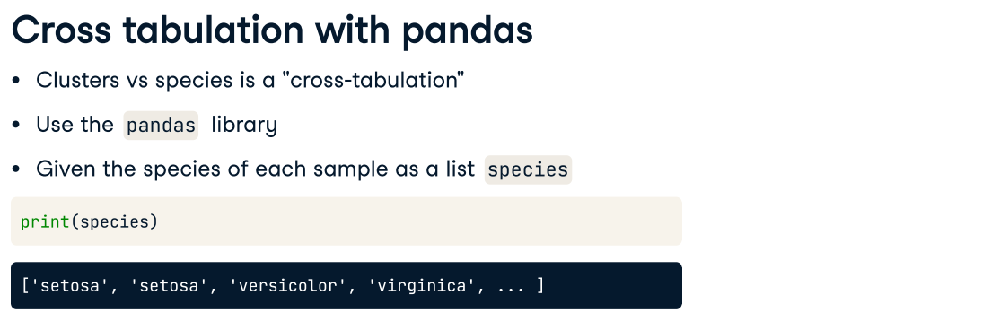 Cross tabulation with pandas
• Clusters vs species is a "cross-tabulation"
• Use the pandas library
• Given the species of each sample as a list species
print(species)
['setosa', 'setosa', 'versicolor', 'virginica', ... ]